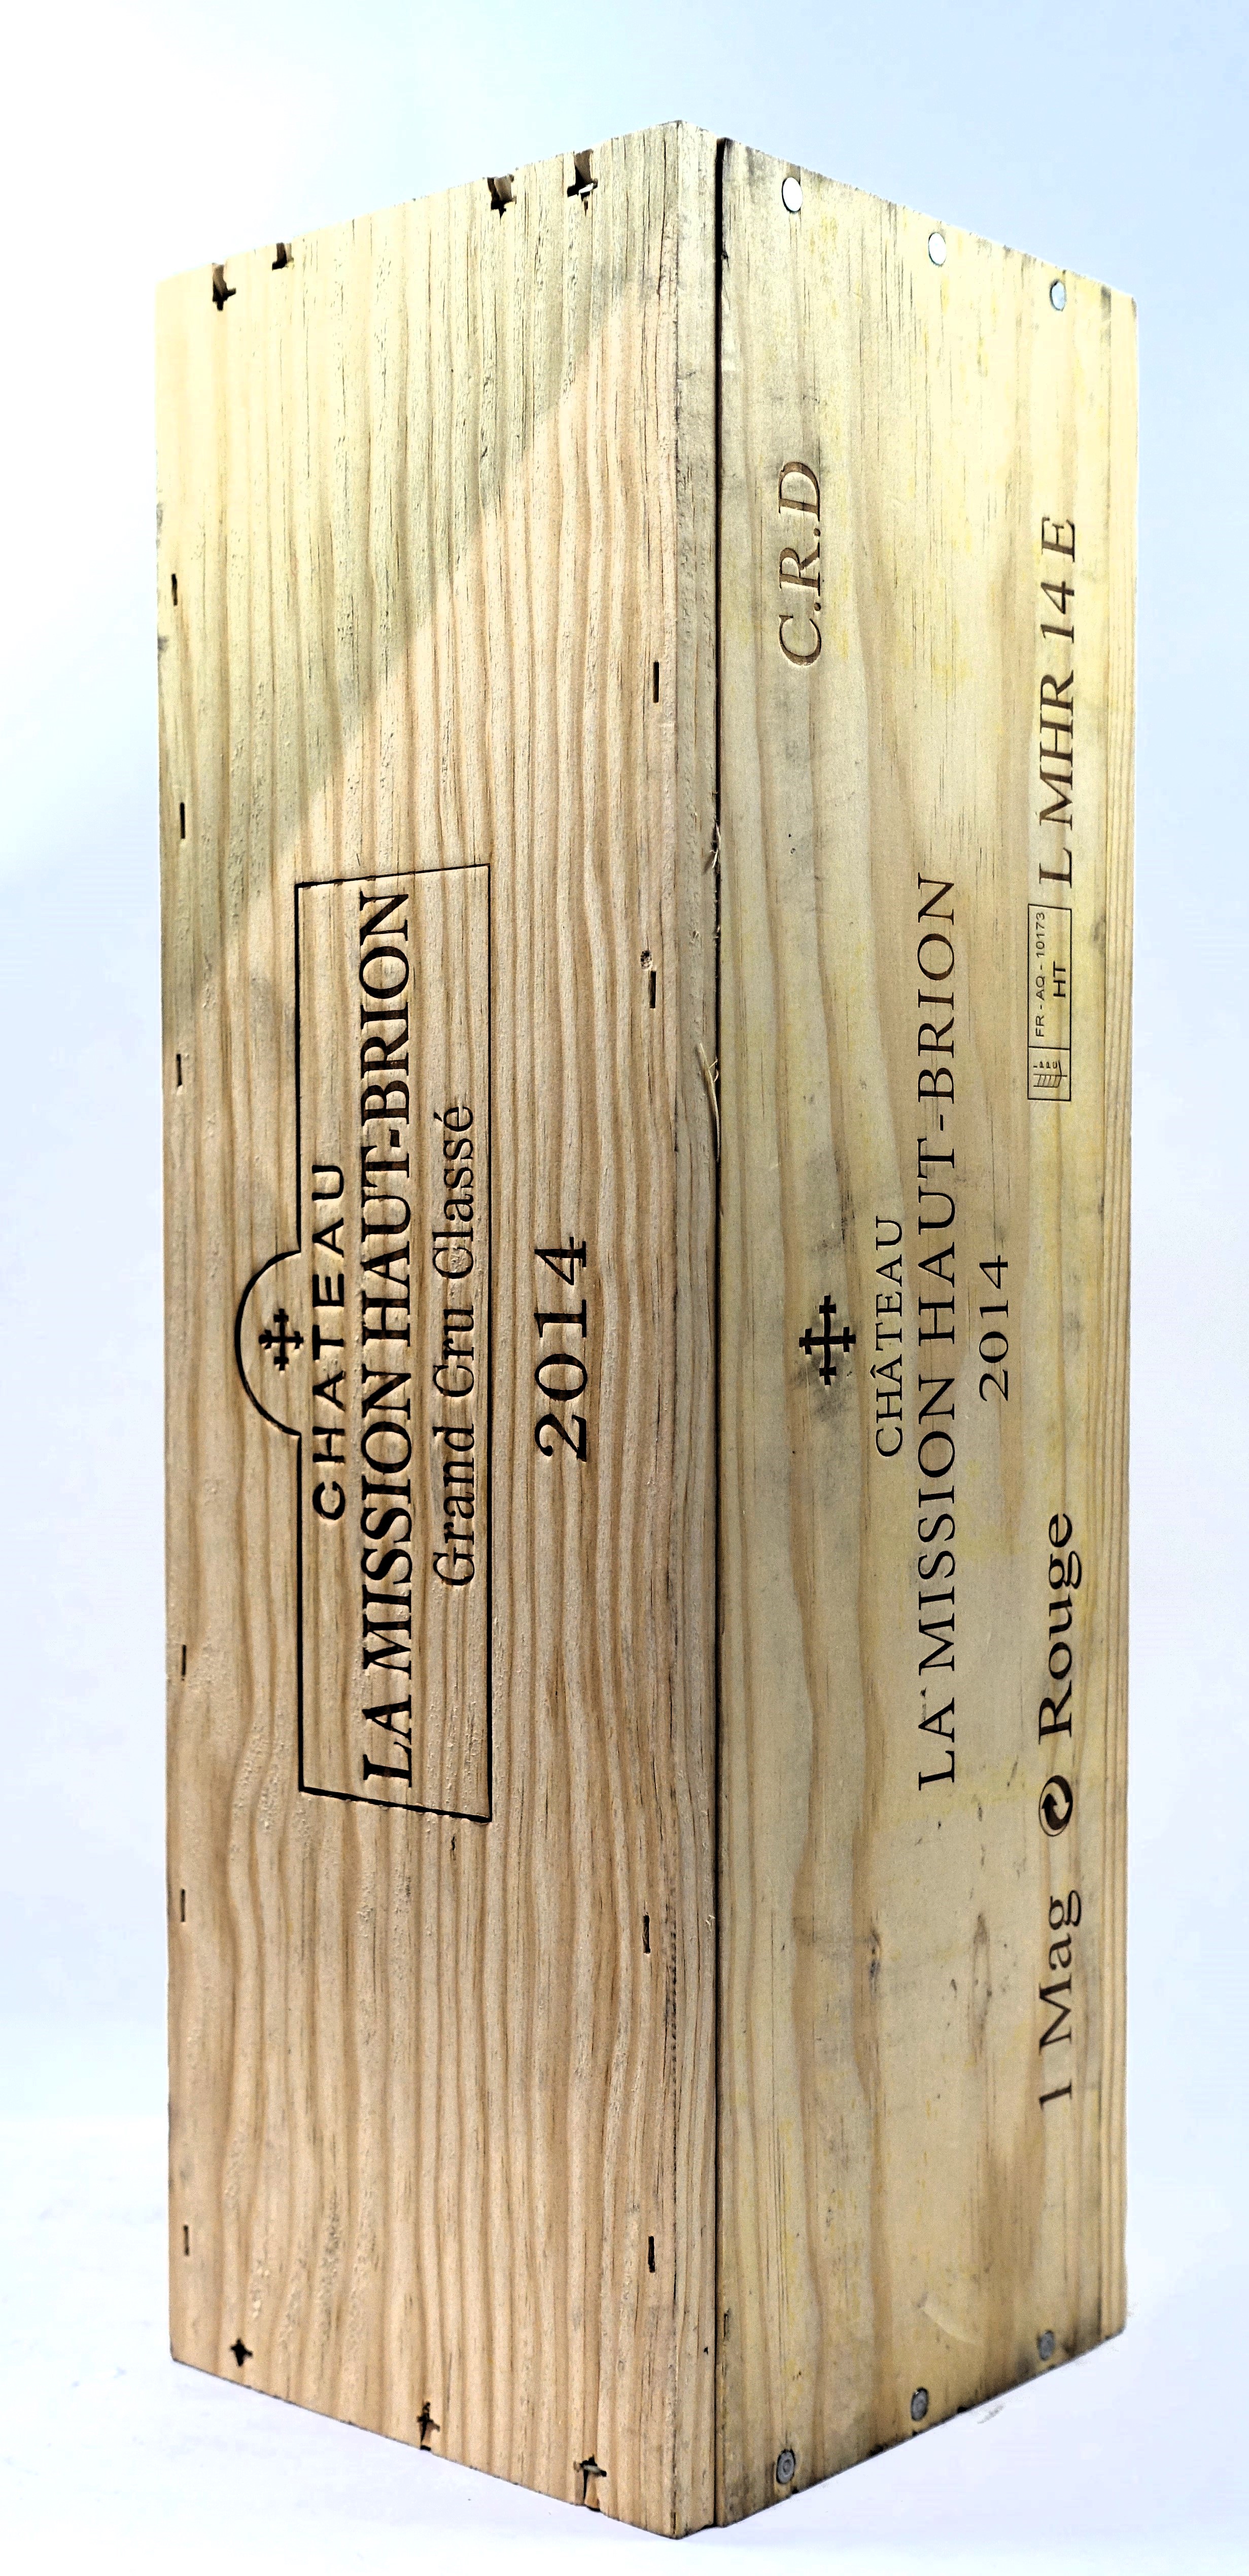 CHATEAU
LA MISSION HAUT-BRION
Grand Cru Classé
2014
C.R.D
CHÂTEAU
LA MISSION HAUT-BRION
2014
1 Mag Rouge
FR - AQ - 10173
HT
L MHR 14 E